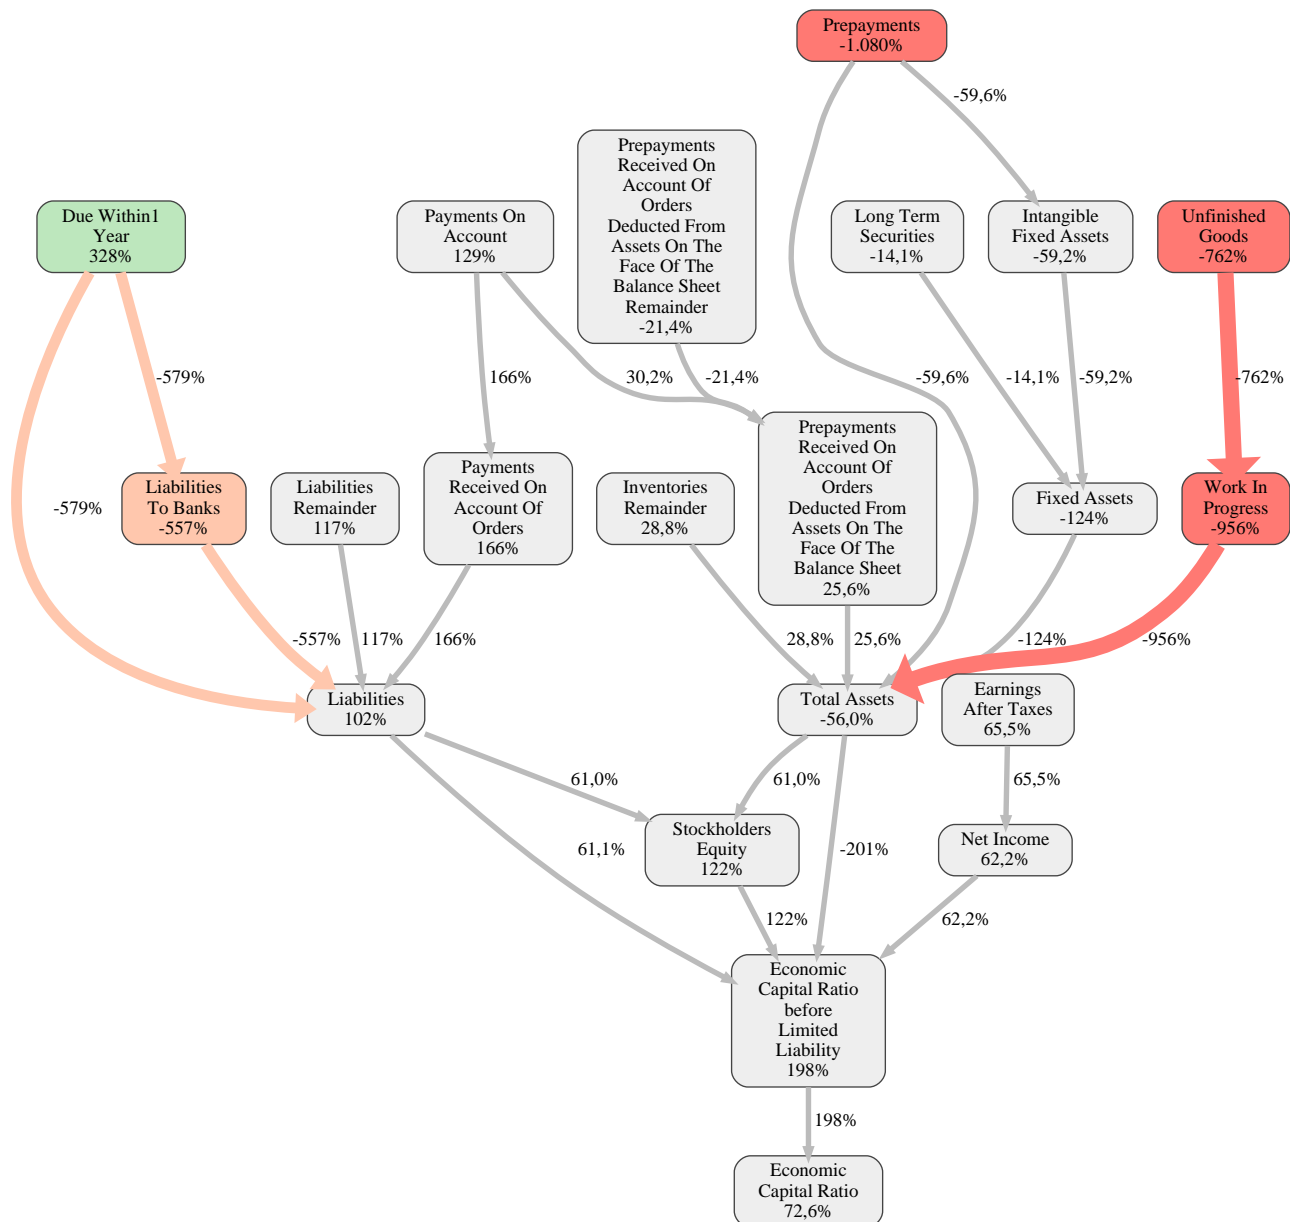 Prepayments
-1.080%
-59,6%
Prepayments
Received On
Account Of
Orders
Deducted From
Assets On The
Face Of The
Balance Sheet
Remainder
-21,4%
Due Within1
Year
328%
Payments On
Account
129%
Long Term
Securities
-14,1%
Intangible
Fixed Assets
-59,2%
Unfinished
Goods
-762%
-579%
166%
30,2%
-21,4%
-59,6%
-14,1%
-59,2%
-762%
Prepayments
Received On
Account Of
Orders
Deducted From
Assets On The
Face Of The
Balance Sheet
25,6%
Payments
Received On
Account Of
Orders
166%
-579%
Liabilities
To Banks
-557%
Liabilities
Remainder
117%
Inventories
Remainder
28,8%
Fixed Assets
-124%
Work In
Progress
-956%
-557%
117%
166%
28,8%
25,6%
-124%
-956%
Liabilities
102%
Total Assets
-56,0%
Earnings
After Taxes
65,5%
61,0%
61,0%
65,5%
61,1%
Stockholders
Equity
122%
-201%
Net Income
62,2%
122%
62,2%
Economic
Capital Ratio
before
Limited
Liability
198%
198%
Economic
Capital Ratio
72,6%